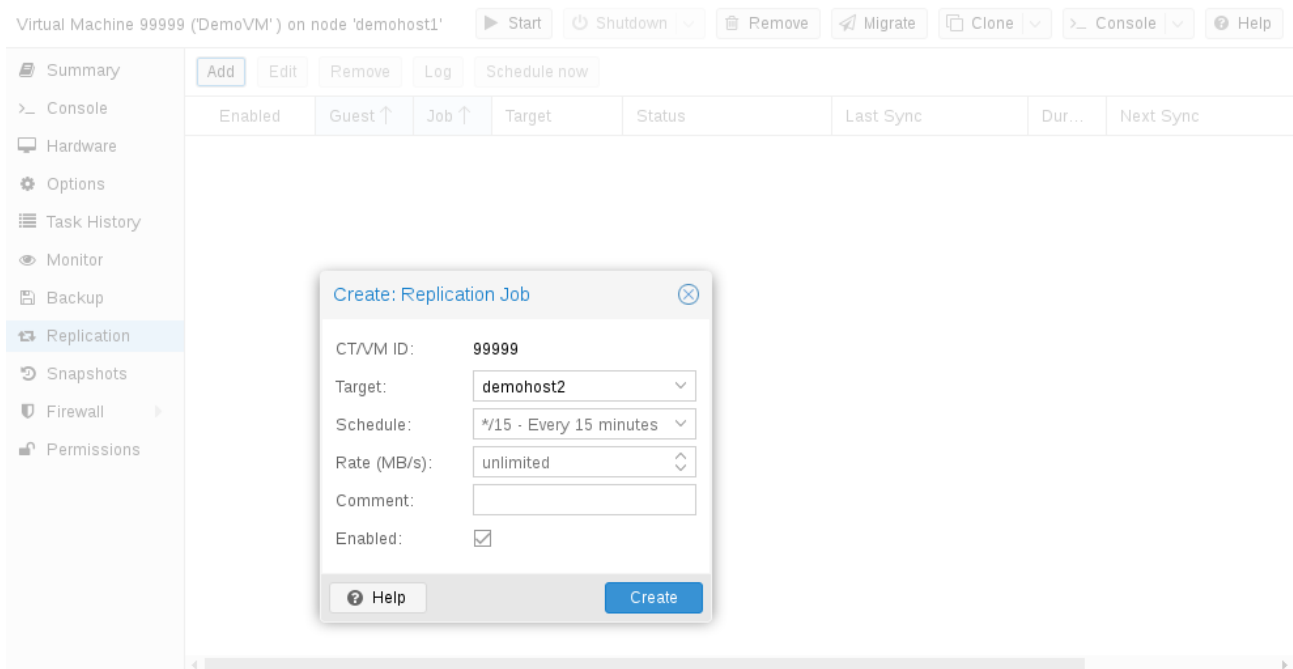 Virtual Machine 99999 ('DemoVM' ) on node 'demohost1' Start Shutdown Remove Migrate Clone >_ Console Help
Summary
>_ Console
Hardware
Options
Task History
Monitor
Backup
Replication
Snapshots
Firewall
Permissions
Add Edit Remove Log Schedule now
Enabled Guest ↑ Job ↑ Target Status Last Sync Dur... Next Sync
Create: Replication Job
CT/VM ID: 99999
Target: demohost2
Schedule: */15 - Every 15 minutes
Rate (MB/s): unlimited
Comment:
Enabled:
Help Create